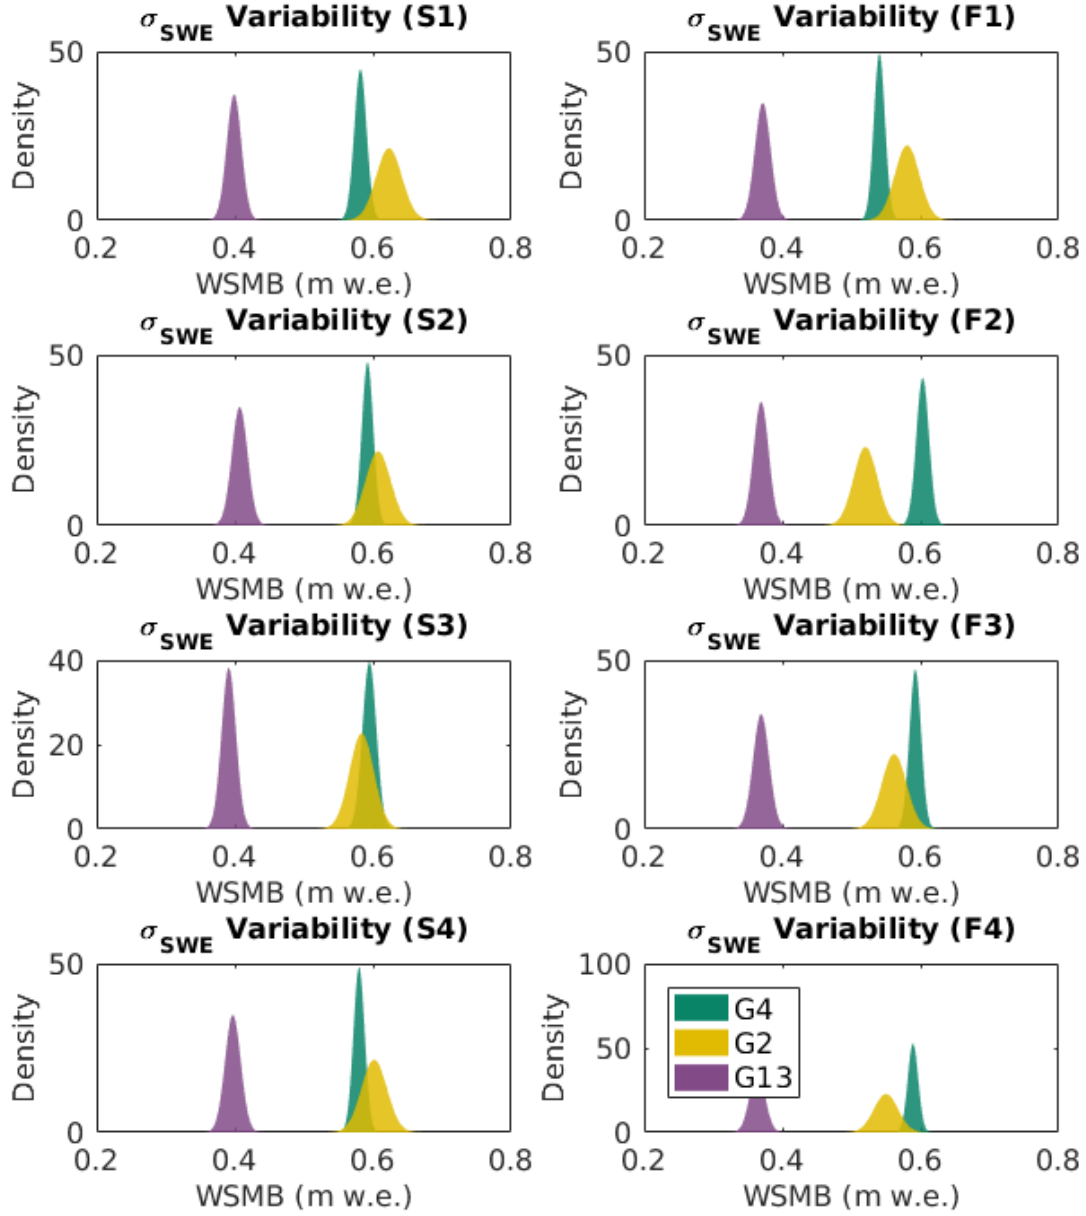 σSWE Variability (S1)
50
0
Density
0.2 0.4 0.6 0.8
WSMB (m w.e.)
σSWE Variability (F1)
50
0
Density
0.2 0.4 0.6 0.8
WSMB (m w.e.)
σSWE Variability (S2)
50
0
Density
0.2 0.4 0.6 0.8
WSMB (m w.e.)
σSWE Variability (F2)
50
0
Density
0.2 0.4 0.6 0.8
WSMB (m w.e.)
σSWE Variability (S3)
40
20
0
Density
0.2 0.4 0.6 0.8
WSMB (m w.e.)
σSWE Variability (F3)
50
0
Density
0.2 0.4 0.6 0.8
WSMB (m w.e.)
σSWE Variability (S4)
50
0
Density
0.2 0.4 0.6 0.8
WSMB (m w.e.)
σSWE Variability (F4)
100
50
0
Density
G4
G2
G13
0.2 0.4 0.6 0.8
WSMB (m w.e.)